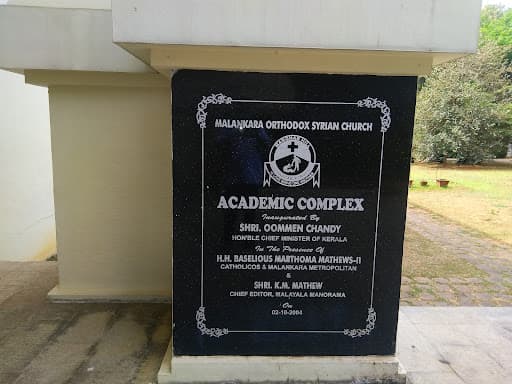 MALANKARA ORTHODOX SYRIAN CHURCH
ACADEMIC COMPLEX
Inaugurated By
SHRI. OOMMEN CHANDY
HON'BLE CHIEF MINISTER OF KERALA
In The Presence Of
H.H. BASELIOUS MARTHOMA MATHEWS-II
CATHOLICOS & MALANKARA METROPOLITAN
&
SHRI. K.M. MATHEW
CHIEF EDITOR, MALAYALA MANORAMA
On
02-10-2004